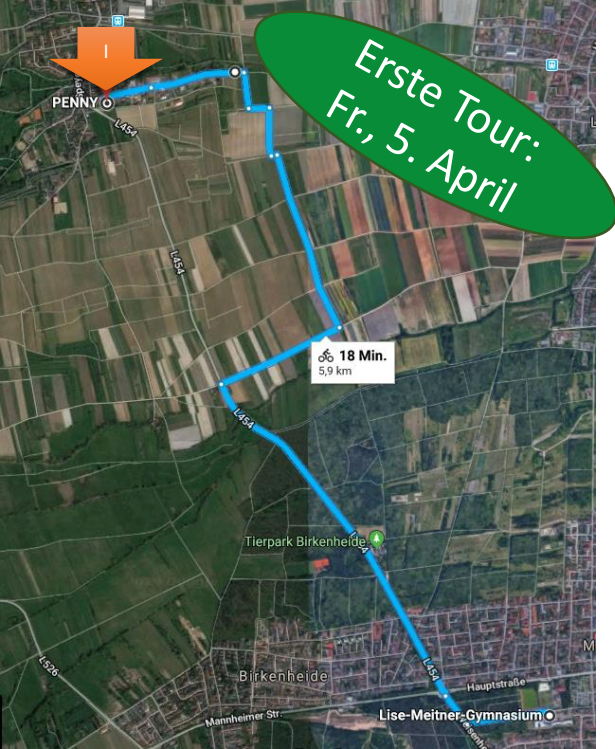 I
Erste Tour:
Fr., 5. April
PENNY
L454
L454
18 Min.
5,9 km
L454
Tierpark Birkenheide
L454
L526
Birkenheide
Hauptstraße
Mannheimer Str.
Lise-Meitner-Gymnasium